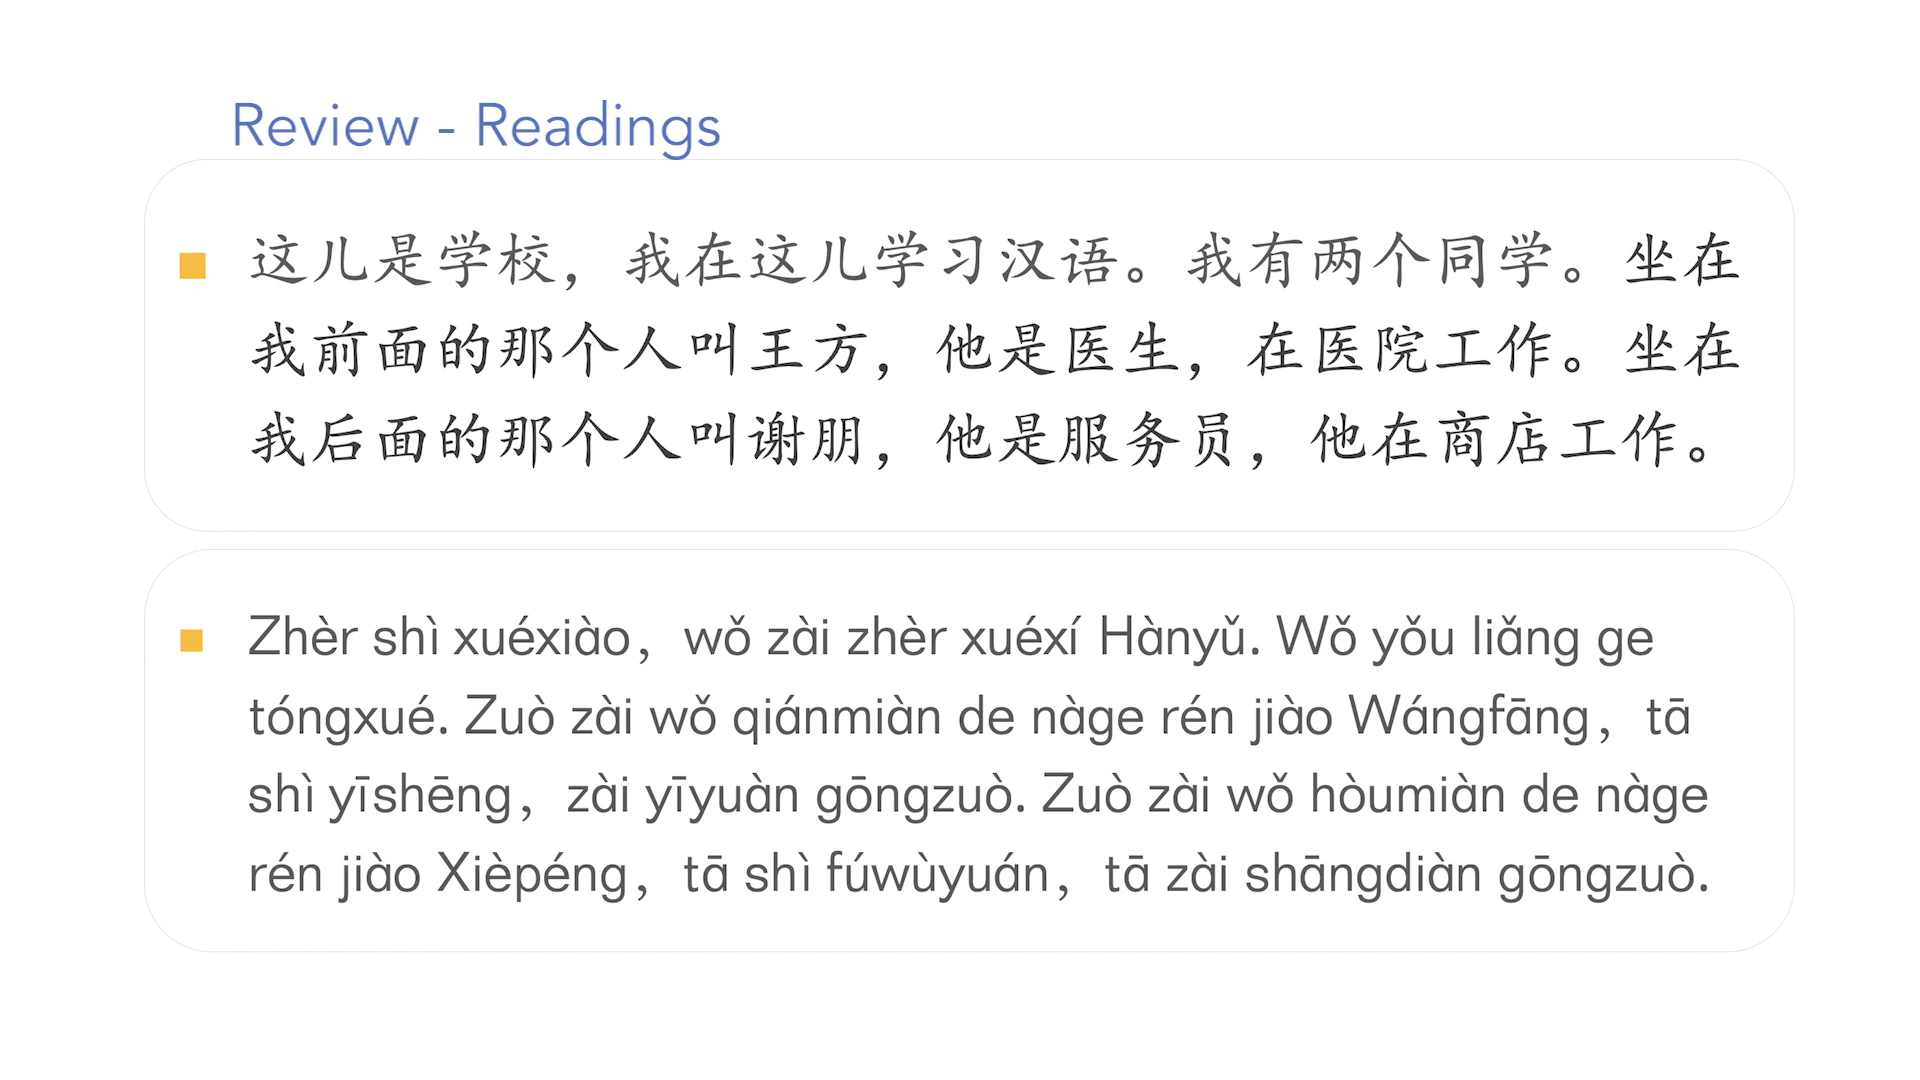 Review - Readings
这儿是学校，我在这儿学习汉语。我有两个同学。坐在
我前面的那个人叫王方，他是医生，在医院工作。坐在
我后面的那个人叫谢朋，他是服务员，他在商店工作。
Zhèr shì xuéxiào，wǒ zài zhèr xuéxí Hànyǔ. Wǒ yǒu liǎng ge
tóngxué. Zuò zài wǒ qiánmiàn de nàge rén jiào Wángfāng，tā
shì yīshēng，zài yīyuàn gōngzuò. Zuò zài wǒ hòumiàn de nàge
rén jiào Xièpéng，tā shì fúwùyuán，tā zài shāngdiàn gōngzuò.